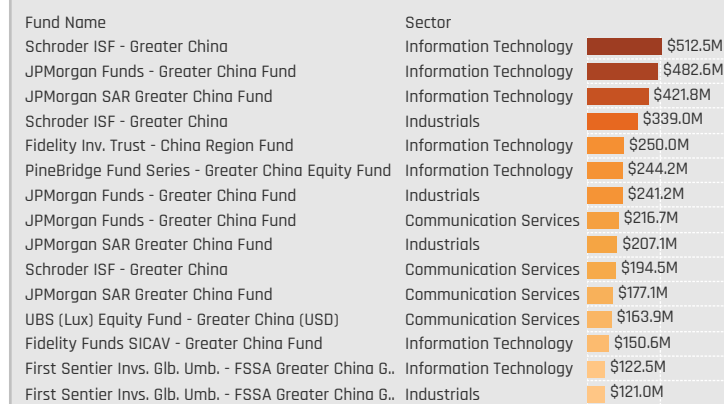 Fund Name Sector
Schroder ISF - Greater China Information Technology $512.5M
JPMorgan Funds - Greater China Fund Information Technology $482.6M
JPMorgan SAR Greater China Fund Information Technology $421.8M
Schroder ISF - Greater China Industrials $339.0M
Fidelity Inv. Trust - China Region Fund Information Technology $250.0M
PineBridge Fund Series - Greater China Equity Fund Information Technology $244.2M
JPMorgan Funds - Greater China Fund Industrials $241.2M
JPMorgan Funds - Greater China Fund Communication Services $216.7M
JPMorgan SAR Greater China Fund Industrials $207.1M
Schroder ISF - Greater China Communication Services $194.5M
JPMorgan SAR Greater China Fund Communication Services $177.1M
UBS (Lux) Equity Fund - Greater China (USD) Communication Services $163.9M
Fidelity Funds SICAV - Greater China Fund Information Technology $150.6M
First Sentier Invs. Glb. Umb. - FSSA Greater China G.. Information Technology $122.5M
First Sentier Invs. Glb. Umb. - FSSA Greater China G.. Industrials $121.0M